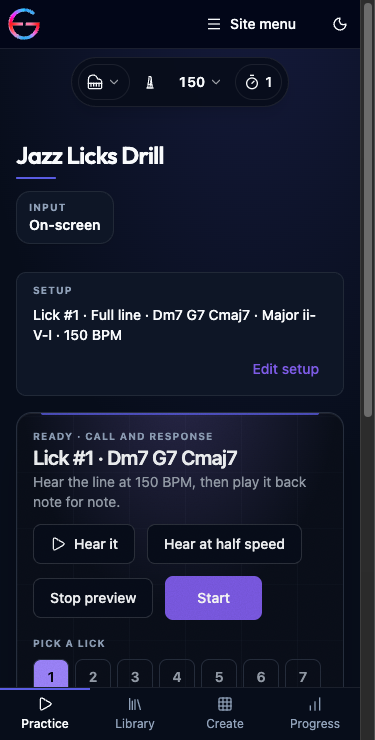 Site menu
150
1
Jazz Licks Drill
INPUT
On-screen
SETUP
Lick #1 · Full line · Dm7 G7 Cmaj7 · Major ii-
V-I · 150 BPM
Edit setup
READY · CALL AND RESPONSE
Lick #1 · Dm7 G7 Cmaj7
Hear the line at 150 BPM, then play it back
note for note.
Hear it
Hear at half speed
Stop preview
Start
PICK A LICK
1 2 3 4 5 6 7
Practice
Library
Create
Progress